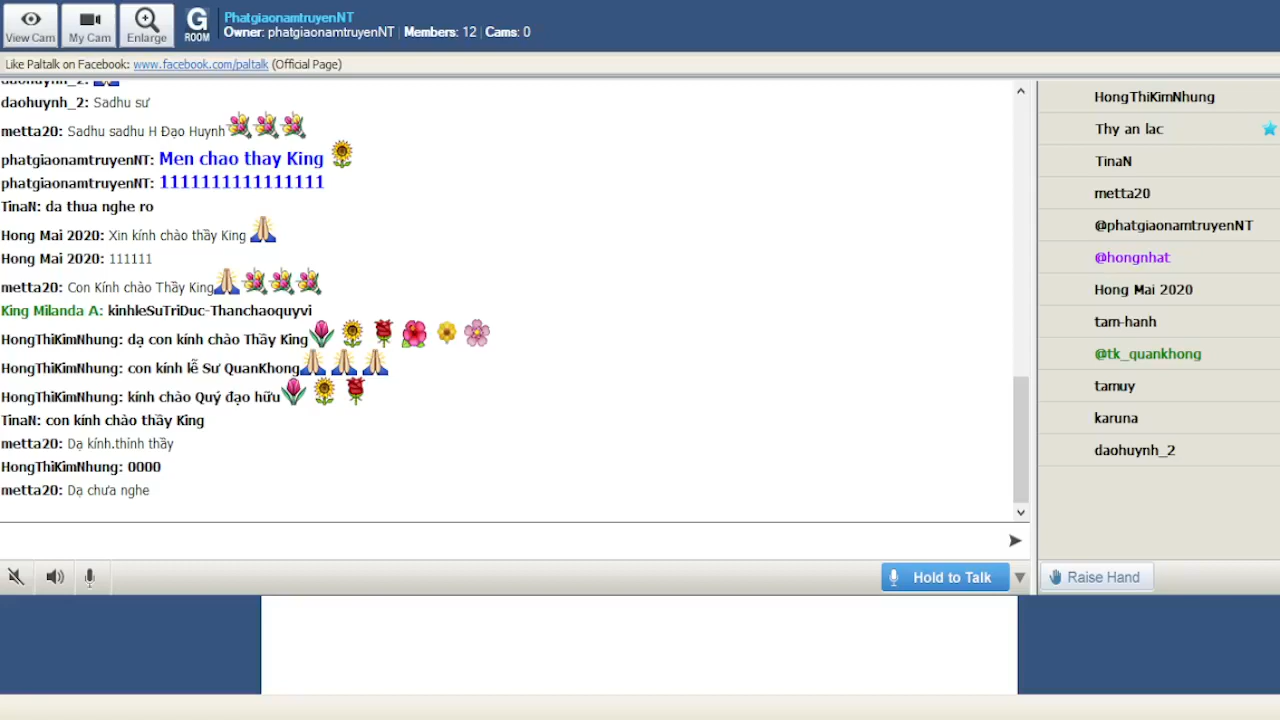 View Cam
My Cam
Enlarge
G
ROOM
PhatgiaonamtruyenNT
Owner: phatgiaonamtruyenNT | Members: 12 | Cams: 0
Like Paltalk on Facebook: www.facebook.com/paltalk (Official Page)
daohuynh_2:
daohuynh_2: Sadhu sư
metta20: Sadhu sadhu H Đạo Huynh
phatgiaonamtruyenNT: Men chao thay King
phatgiaonamtruyenNT: 1111111111111111
TinaN: da thua nghe ro
Hong Mai 2020: Xin kính chào thầy King
Hong Mai 2020: 111111
metta20: Con Kính chào Thầy King
King Milanda A: kinhleSuTriDuc-Thanchaoquyvi
HongThiKimNhung: dạ con kính chào Thầy King
HongThiKimNhung: con kính lễ Sư QuanKhong
HongThiKimNhung: kính chào Quý đạo hữu
TinaN: con kính chào thầy King
metta20: Dạ kính.thỉnh thầy
HongThiKimNhung: 0000
metta20: Dạ chưa nghe
Hold to Talk
HongThiKimNhung
Thy an lac
TinaN
metta20
@phatgiaonamtruyenNT
@hongnhat
Hong Mai 2020
tam-hanh
@tk_quankhong
tamuy
karuna
daohuynh_2
Raise Hand